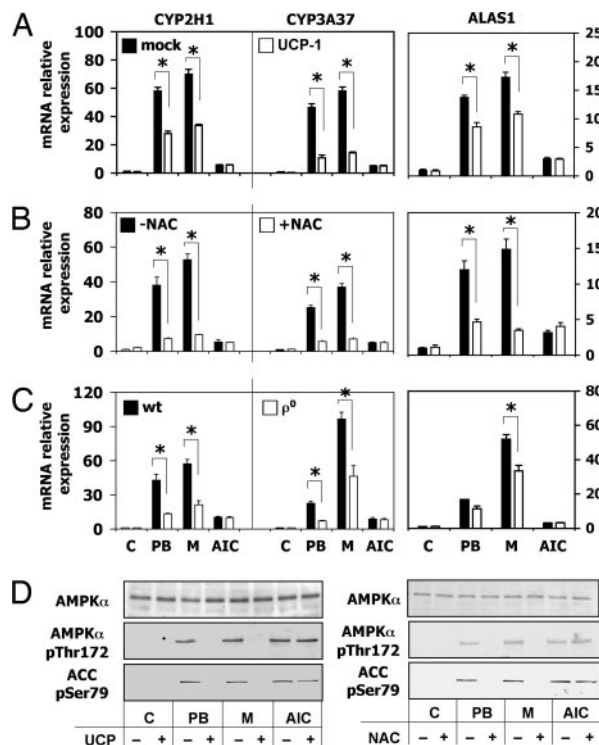 A CYP2H1 CYP3A37 ALAS1
mRNA relative expression
80
60
40
20
0
mock
UCP-1
* * * * * *
25
20
15
10
5
0
B
mRNA relative expression
80
60
40
20
0
-NAC
+NAC
* * * * * *
20
15
10
5
0
C
mRNA relative expression
120
90
60
30
0
wt
ρ⁰
* * * * *
80
60
40
20
0
C PB M AIC C PB M AIC C PB M AIC
D
AMPKα AMPKα
AMPKα pThr172 AMPKα pThr172
ACC pSer79 ACC pSer79
C PB M AIC C PB M AIC
UCP – + – + – + – + NAC – + – + – + – +